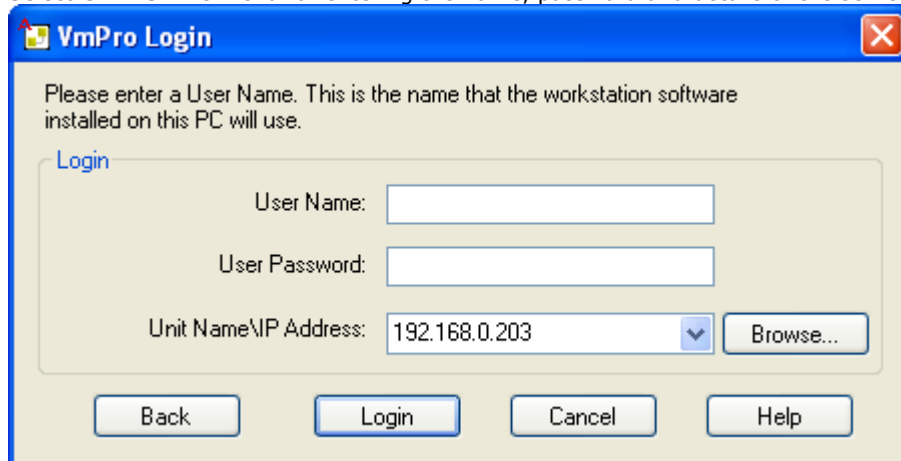 VmPro Login
Please enter a User Name. This is the name that the workstation software
installed on this PC will use.
Login
User Name:
User Password:
Unit Name\IP Address:
192.168.0.203
Browse...
Back
Login
Cancel
Help